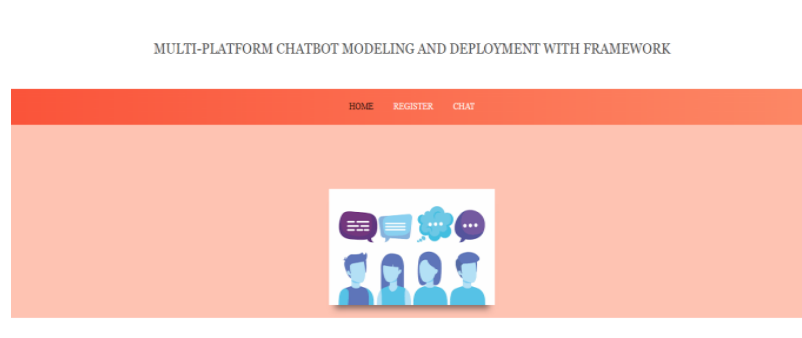 MULTI-PLATFORM CHATBOT MODELING AND DEPLOYMENT WITH FRAMEWORK
HOME REGISTER CHAT